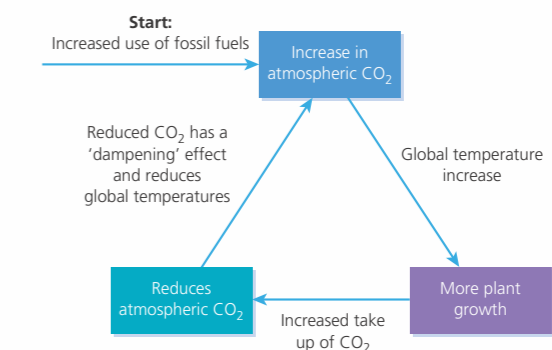 Start:
Increased use of fossil fuels
Increase in
atmospheric CO₂
Reduced CO₂ has a
‘dampening’ effect
and reduces
global temperatures
Global temperature
increase
Reduces
atmospheric CO₂
More plant
growth
Increased take
up of CO₂